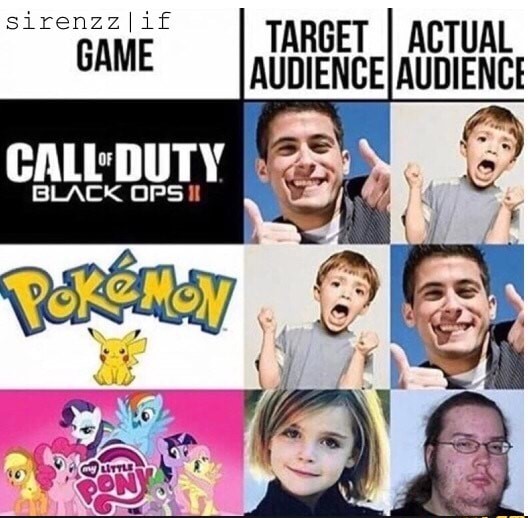 sirenzz|if
GAME
TARGET
AUDIENCE
ACTUAL
AUDIENCE
CALL OF DUTY
BLACK OPS II
POKéMON
my LITTLE
PONY